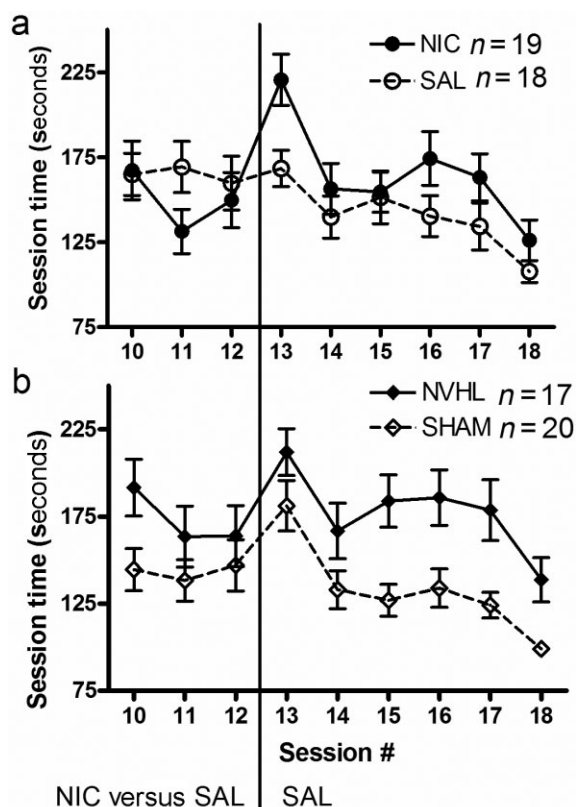 a
NIC n = 19
SAL n = 18
Session time (seconds)
225
175
125
75
10 11 12 13 14 15 16 17 18
b
NVHL n = 17
SHAM n = 20
Session time (seconds)
225
175
125
75
10 11 12 13 14 15 16 17 18
Session #
NIC versus SAL SAL